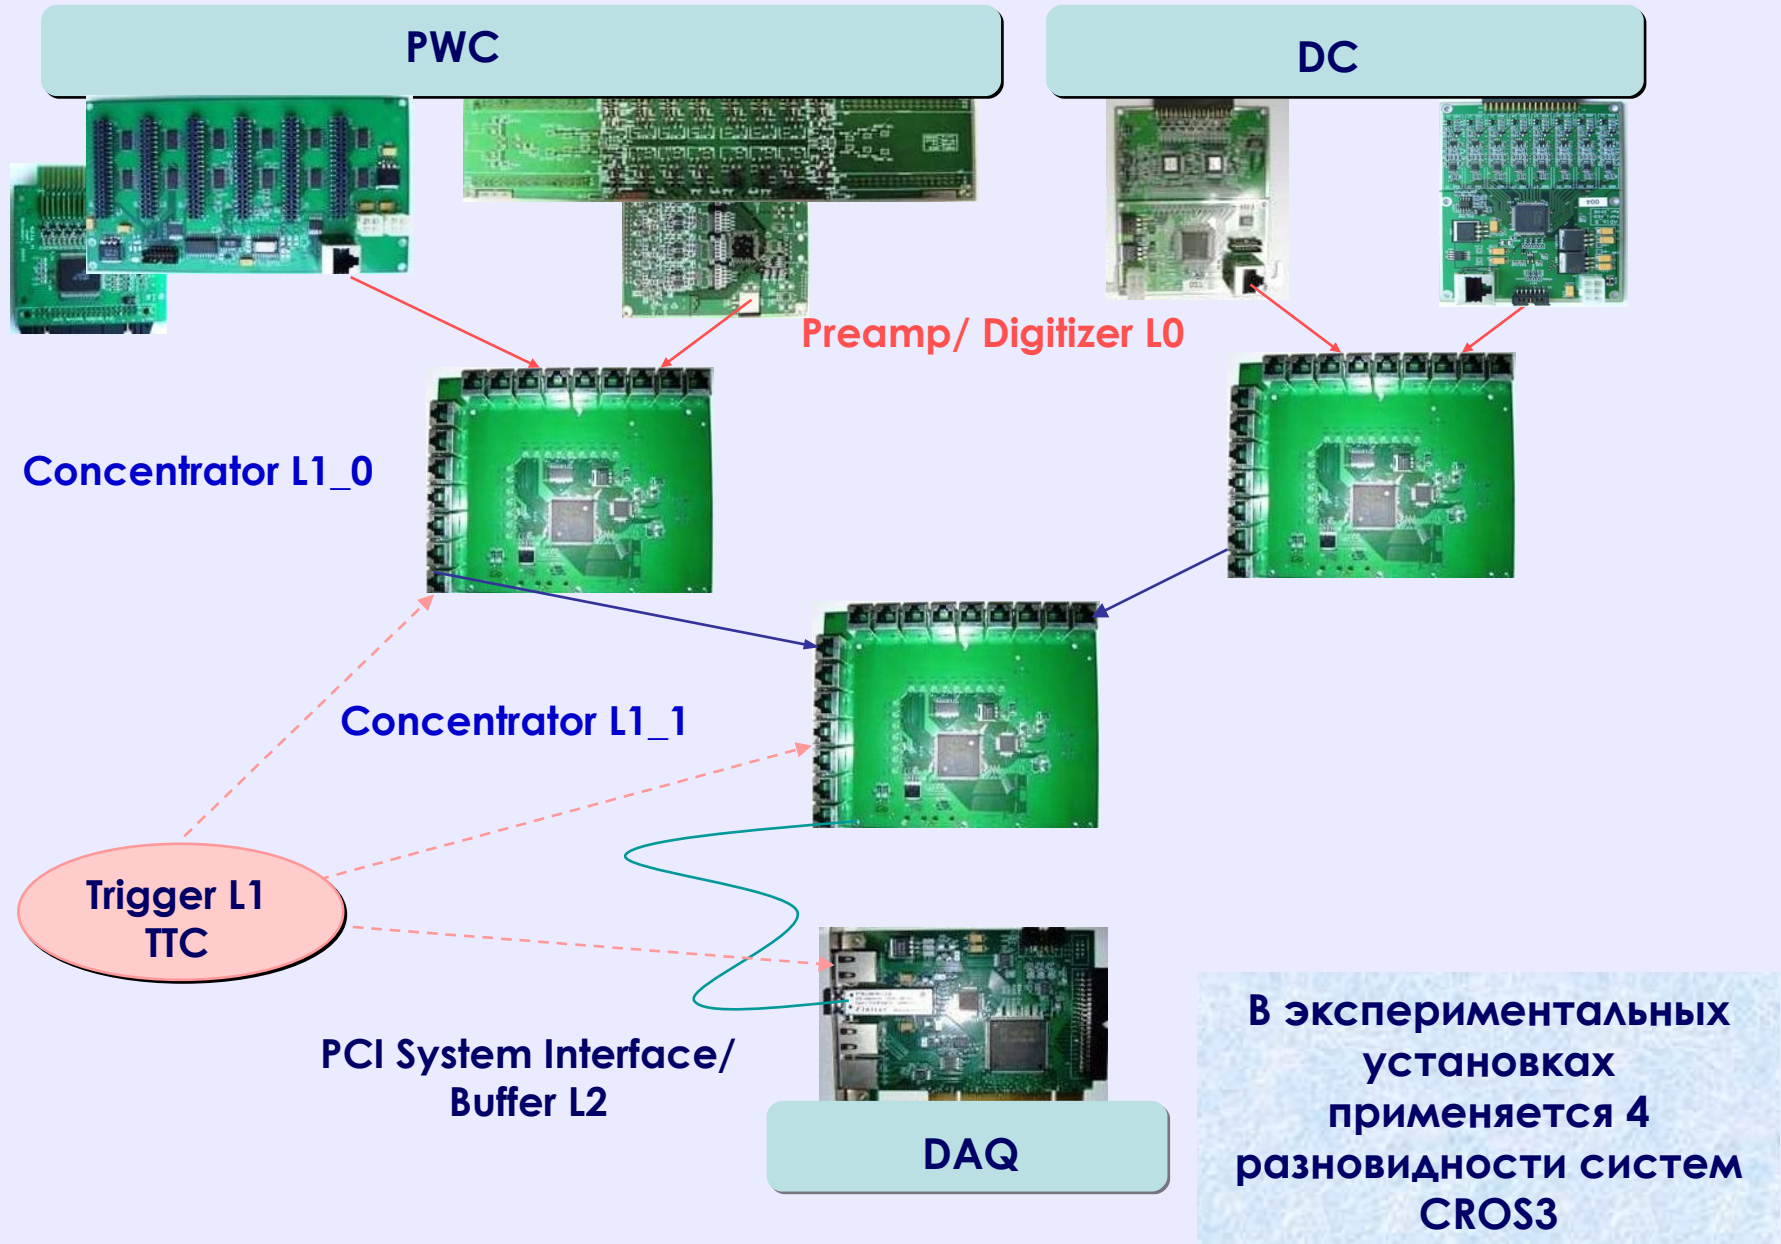 PWC
DC
Preamp/ Digitizer L0
Concentrator L1_0
Concentrator L1_1
Trigger L1
TTC
PCI System Interface/
Buffer L2
DAQ
В экспериментальных
установках
применяется 4
разновидности систем
CROS3